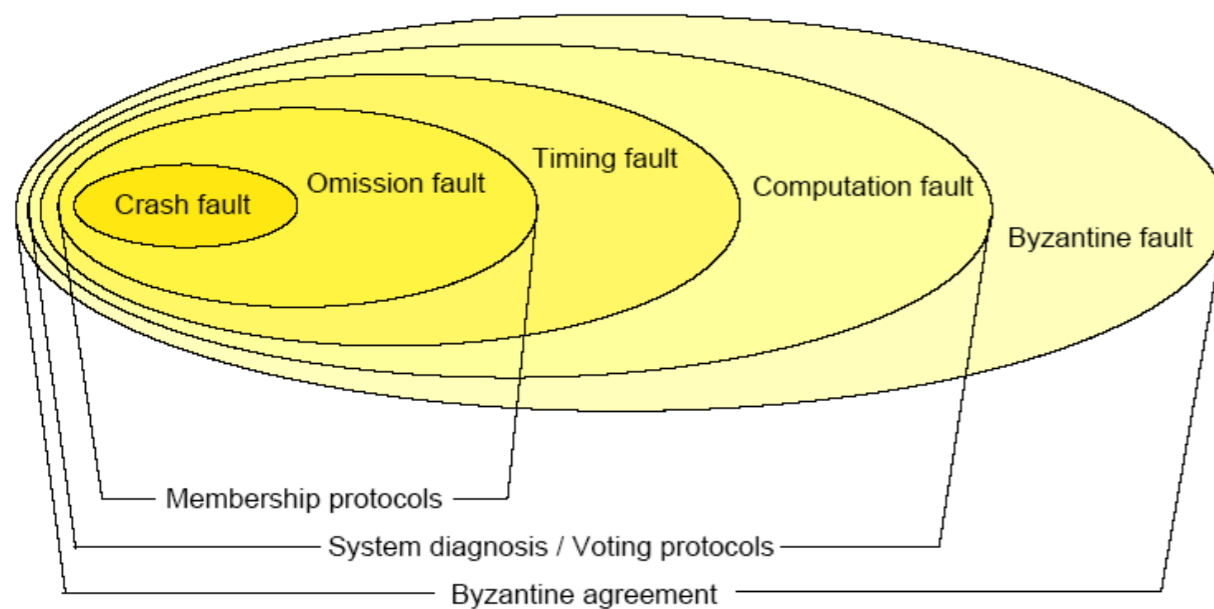 Crash fault
Omission fault
Timing fault
Computation fault
Byzantine fault
Membership protocols
System diagnosis / Voting protocols
Byzantine agreement